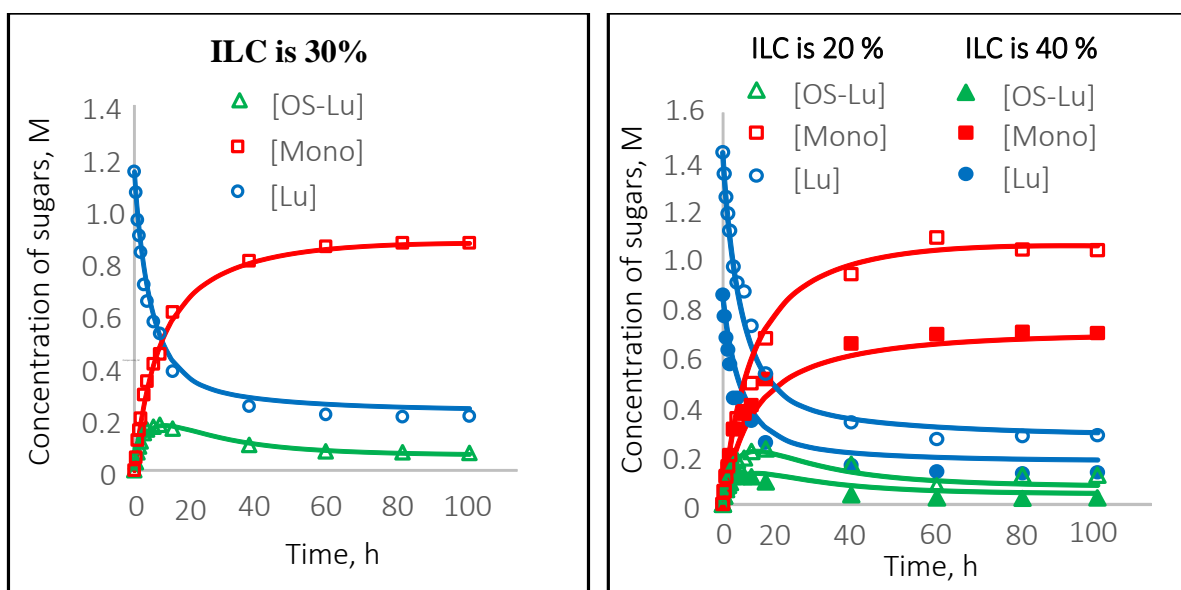 ILC is 30%
[OS-Lu]
[Mono]
[Lu]
1.4
1.2
1.0
0.8
0.6
0.4
0.2
0
0
20
40
60
80
100
Concentration of sugars, M
Time, h
ILC is 20 %
ILC is 40 %
[OS-Lu]
[Mono]
[Lu]
[OS-Lu]
[Mono]
[Lu]
1.6
1.4
1.2
1.0
0.8
0.6
0.4
0.2
0
0
20
40
60
80
100
Concentration of sugars, M
Time, h